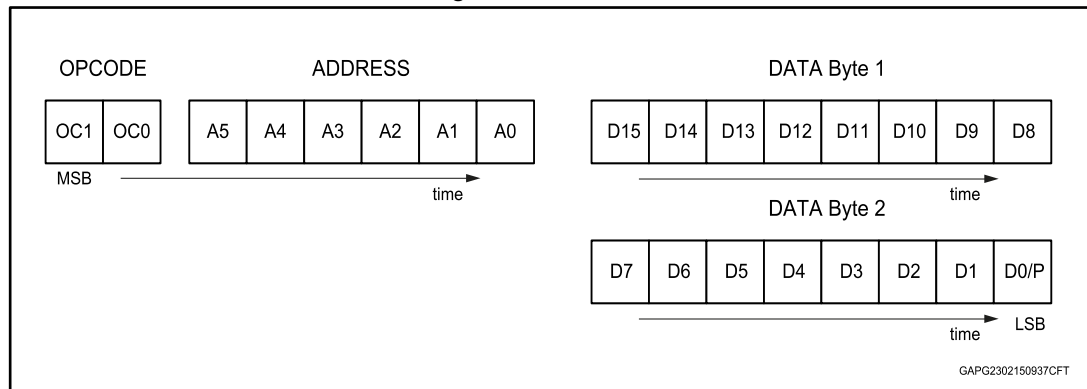 OPCODE ADDRESS DATA Byte 1
OC1 OC0 A5 A4 A3 A2 A1 A0 D15 D14 D13 D12 D11 D10 D9 D8
MSB time time
DATA Byte 2
D7 D6 D5 D4 D3 D2 D1 D0/P
time LSB
GAPG2302150937CFT